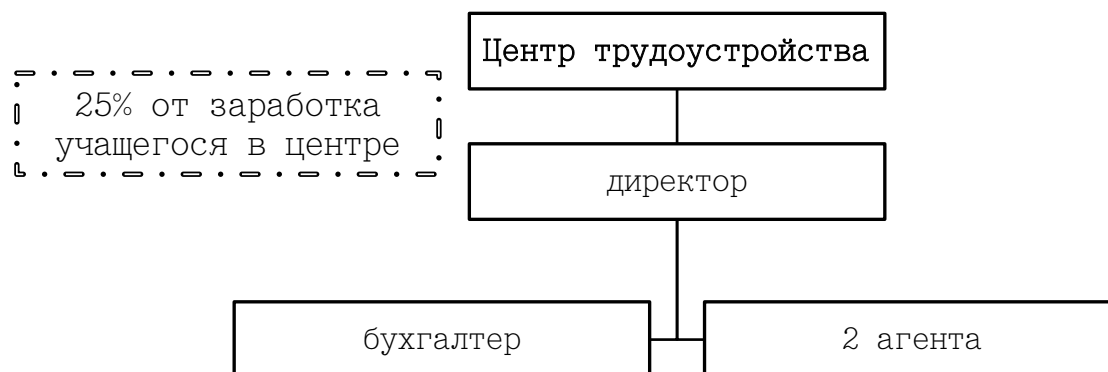 Центр трудоустройства
25% от заработка
учащегося в центре
директор
бухгалтер
2 агента